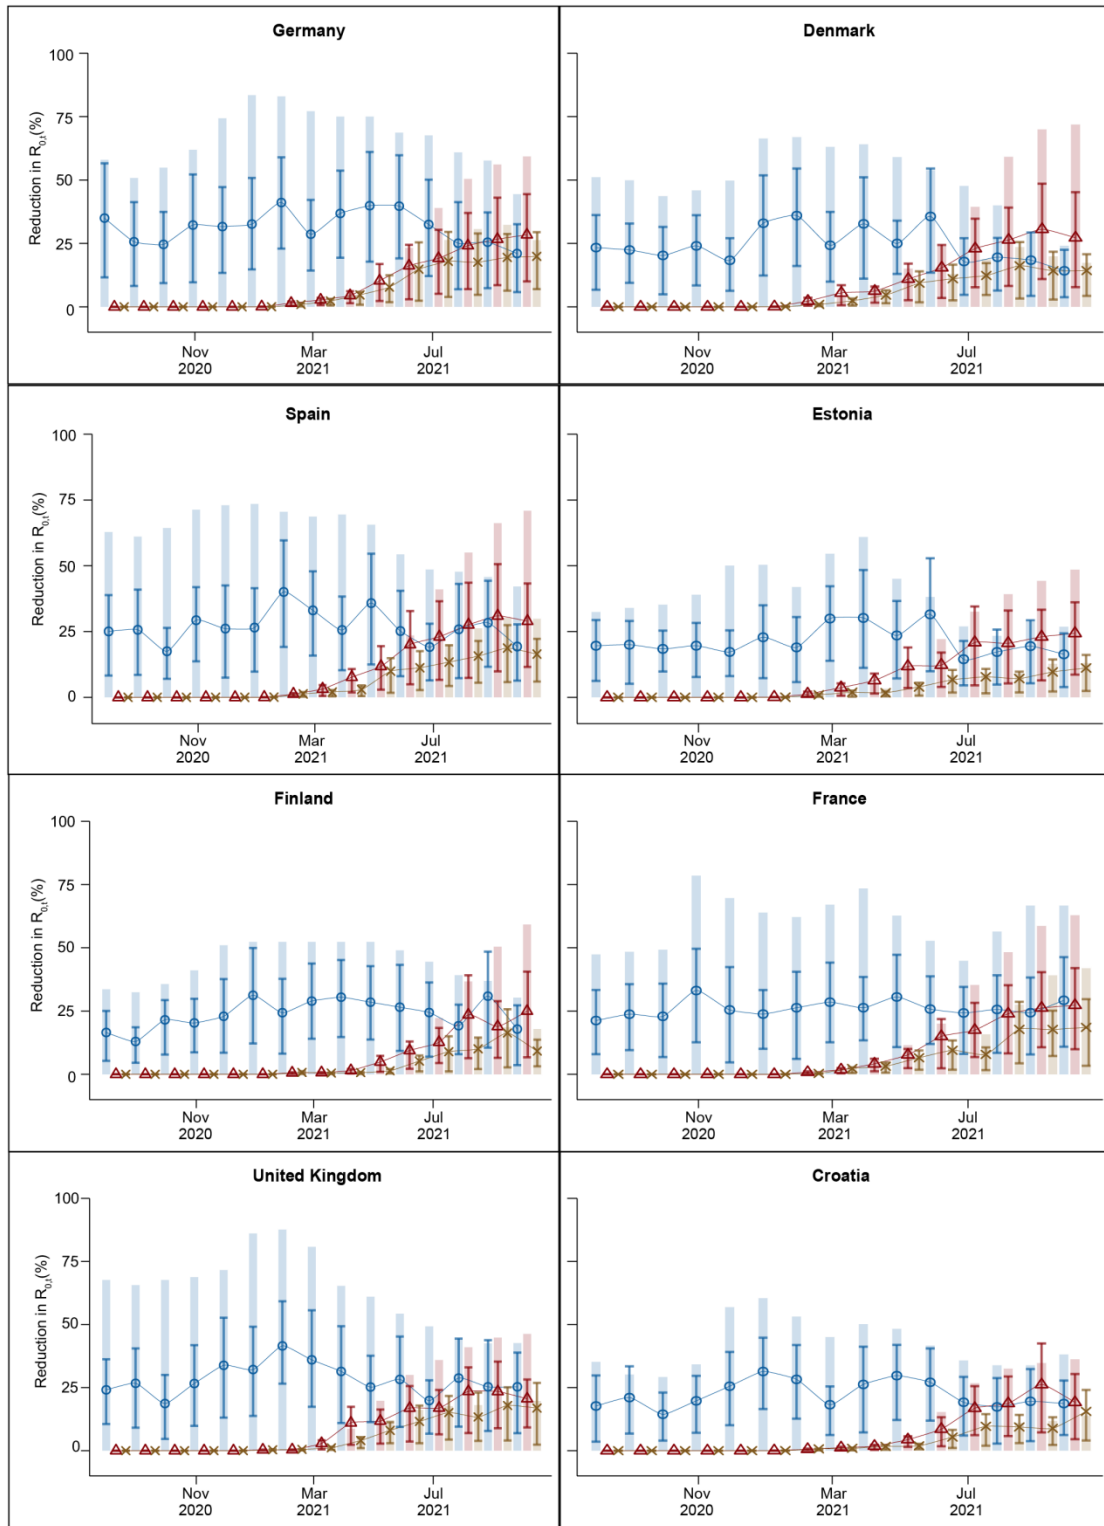 Germany
Denmark
Reduction in R0,t(%)
100
75
50
25
0
Nov
2020
Mar
2021
Jul
2021
Nov
2020
Mar
2021
Jul
2021
Spain
Estonia
Reduction in R0,t(%)
100
75
50
25
0
Nov
2020
Mar
2021
Jul
2021
Nov
2020
Mar
2021
Jul
2021
Finland
France
Reduction in R0,t(%)
100
75
50
25
0
Nov
2020
Mar
2021
Jul
2021
Nov
2020
Mar
2021
Jul
2021
United Kingdom
Croatia
Reduction in R0,t(%)
100
75
50
25
0
Nov
2020
Mar
2021
Jul
2021
Nov
2020
Mar
2021
Jul
2021